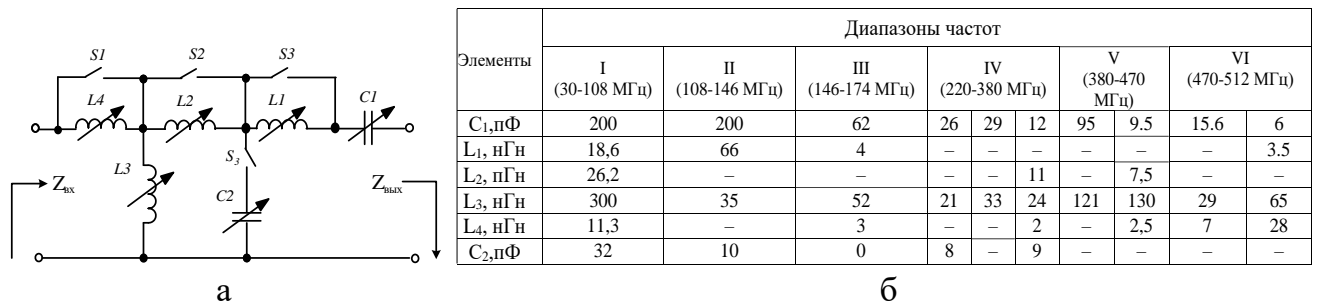 S1 S2 S3
L4 L2 L1 C1
L3 S₃
Zвх C2 Zвых
а
Элементы Диапазоны частот
I (30-108 МГц) II (108-146 МГц) III (146-174 МГц) IV (220-380 МГц) V (380-470 МГц) VI (470-512 МГц)
C₁,пФ 200 200 62 26 29 12 95 9.5 15.6 6
L₁, нГн 18,6 66 4 – – – – – – 3.5
L₂, пГн 26,2 – – – – 11 – 7,5 – –
L₃, нГн 300 35 52 21 33 24 121 130 29 65
L₄, нГн 11,3 – 3 – – 2 – 2,5 7 28
C₂,пФ 32 10 0 8 – 9 – – – –
б